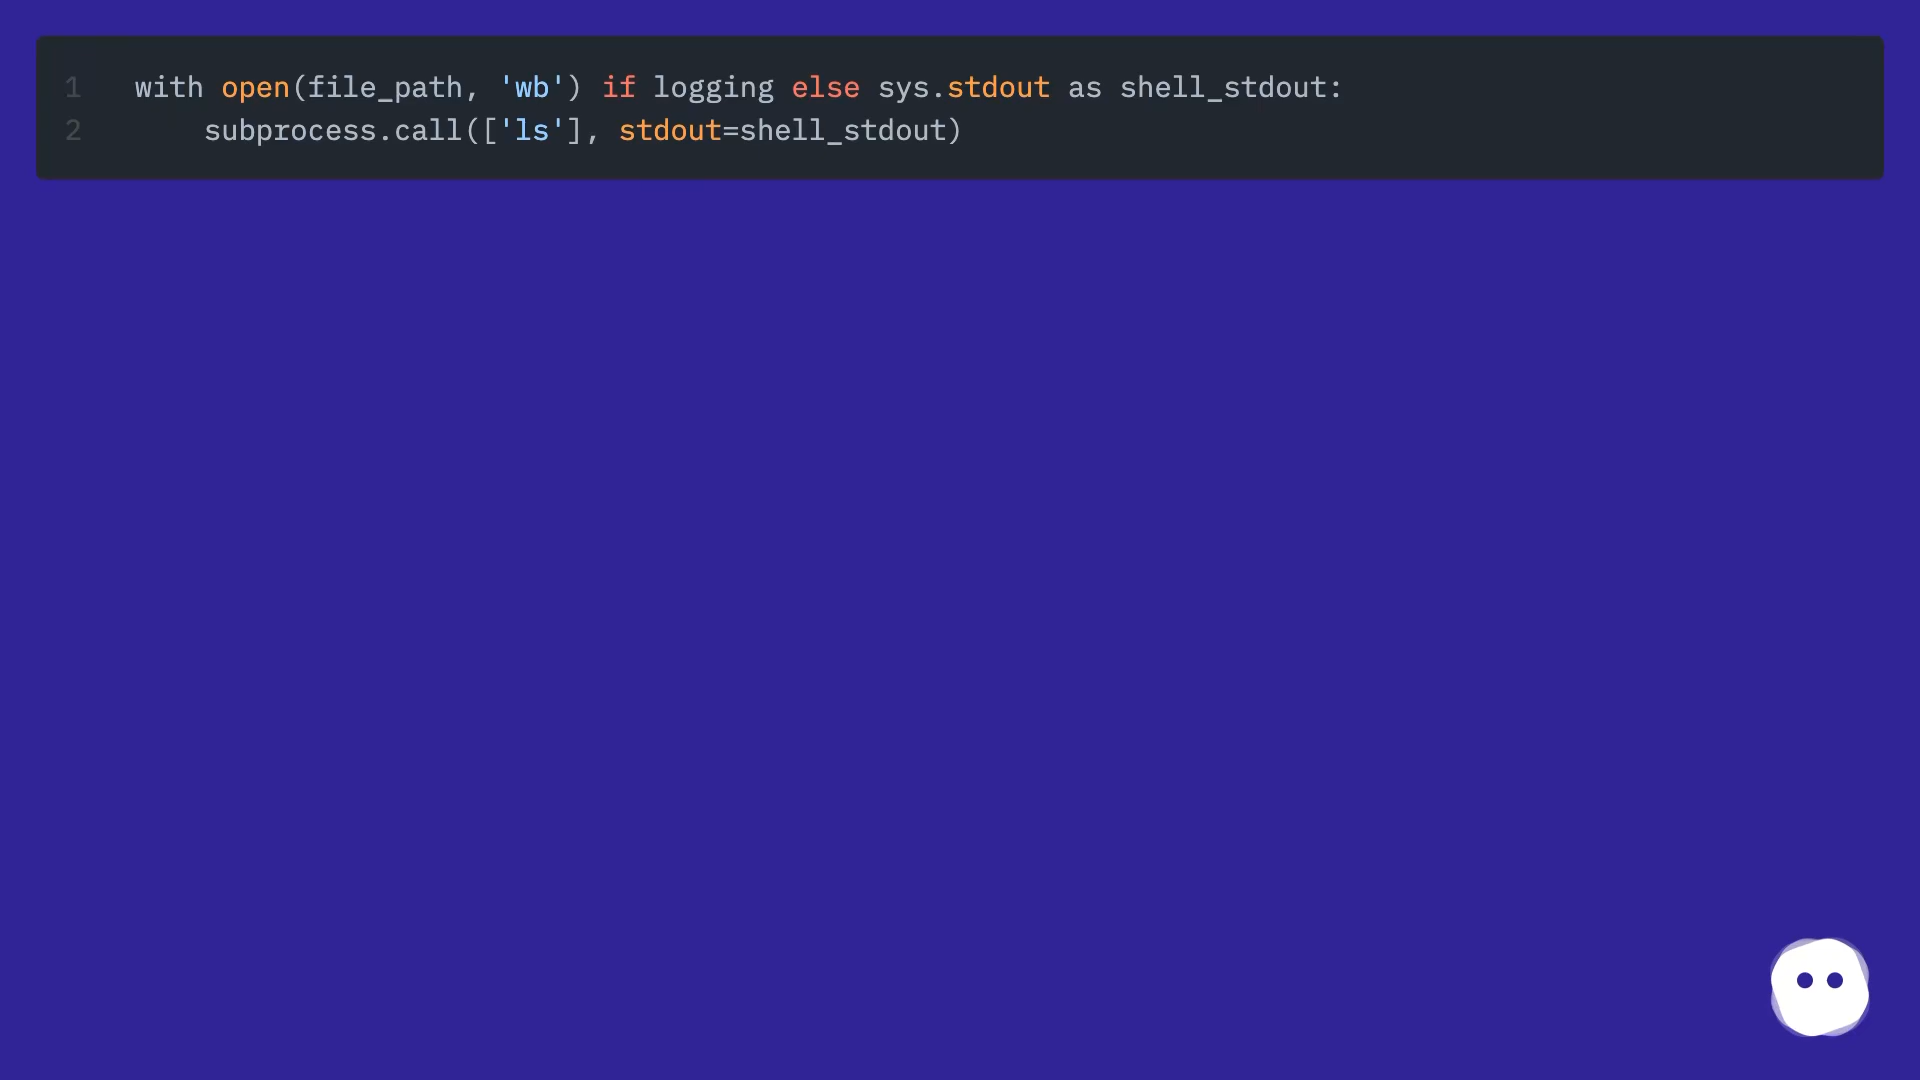 1 with open(file_path, 'wb') if logging else sys.stdout as shell_stdout:
2     subprocess.call(['ls'], stdout=shell_stdout)